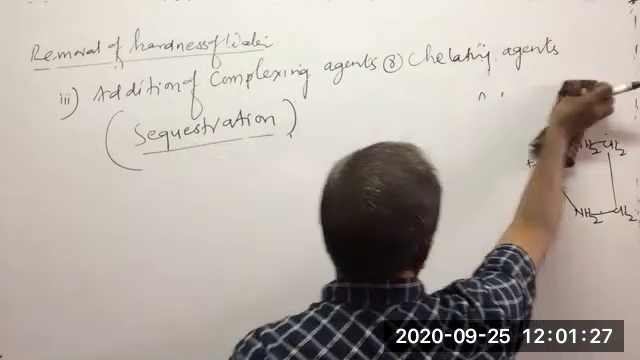 Removal of hardness of Water
iii) Addition of Complexing agents (or) Chelating agents
(Sequestration)
NH2 CH2
NH2 CH2
2020-09-25 12:01:27